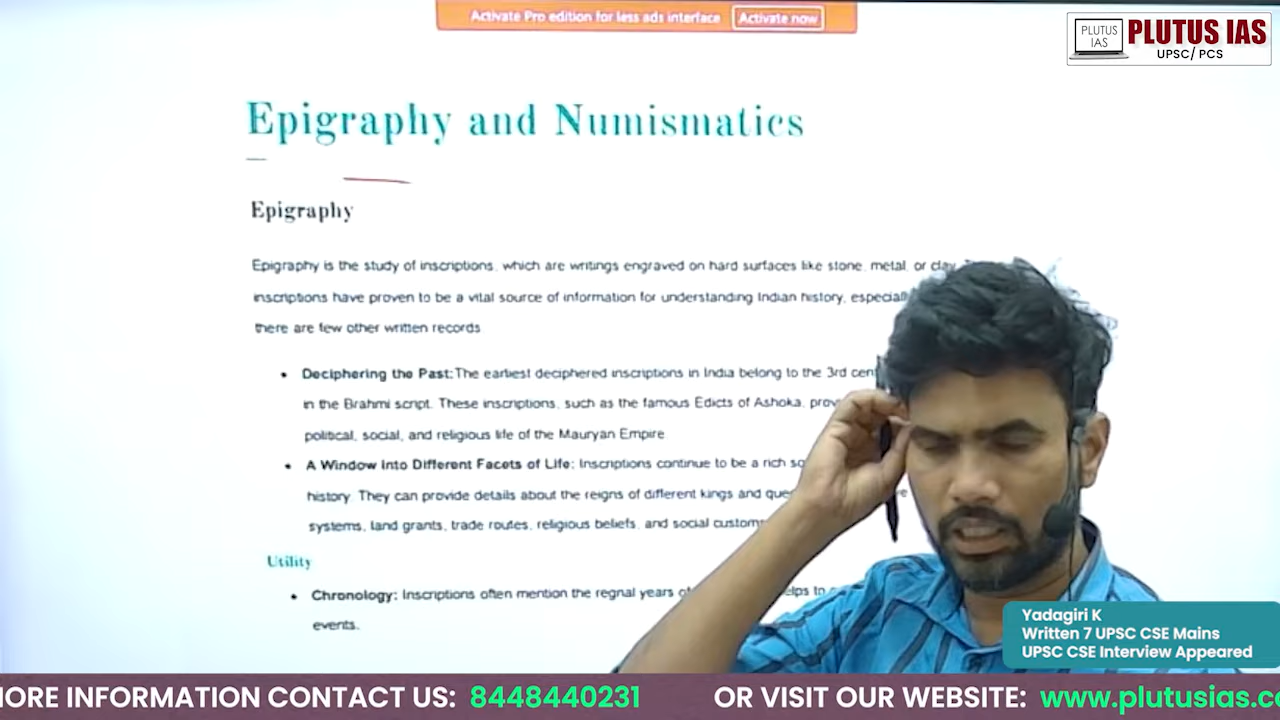 Activate Pro edition for less ads interface Activate now
PLUTUS IAS
PLUTUS IAS
UPSC/ PCS
Epigraphy and Numismatics
Epigraphy
Epigraphy is the study of inscriptions, which are writings engraved on hard surfaces like stone, metal, or clay.
inscriptions have proven to be a vital source of information for understanding Indian history, especially
there are few other written records
• Deciphering the Past: The earliest deciphered inscriptions in India belong to the 3rd
in the Brahmi script. These inscriptions, such as the famous Edicts of Ashoka,
political, social, and religious life of the Mauryan Empire
• A Window into Different Facets of Life: Inscriptions continue to be a rich
history. They can provide details about the reigns of different kings and
systems, land grants, trade routes, religious beliefs, and social customs
Utility
• Chronology: Inscriptions often mention the regnal years
events.
Yadagiri K
Written 7 UPSC CSE Mains
UPSC CSE Interview Appeared
MORE INFORMATION CONTACT US: 8448440231 OR VISIT OUR WEBSITE: www.plutusias.co